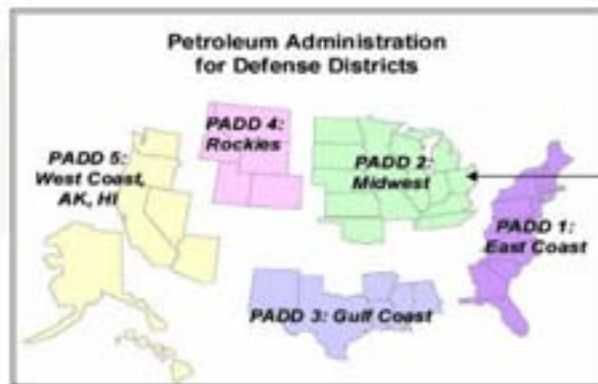 Petroleum Administration
for Defense Districts
PADD 4:
Rockies
PADD 5:
West Coast,
AK, HI
PADD 2:
Midwest
PADD 1:
East Coast
PADD 3: Gulf Coast